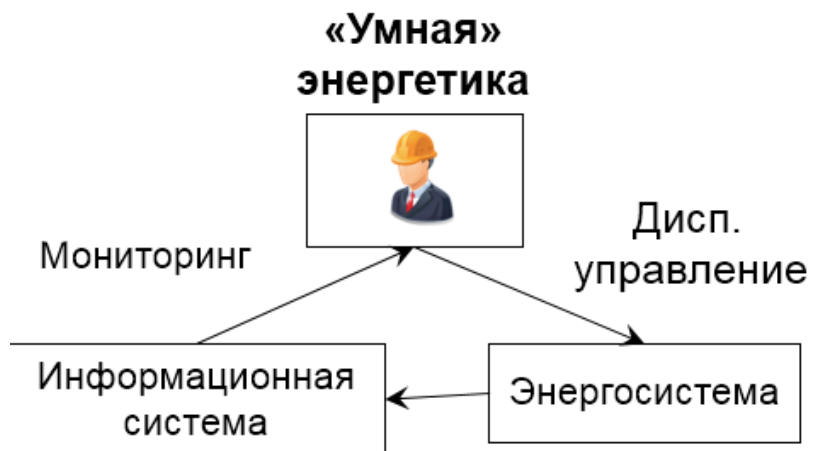 «Умная»
энергетика
Мониторинг
Дисп.
управление
Информационная
система
Энергосистема